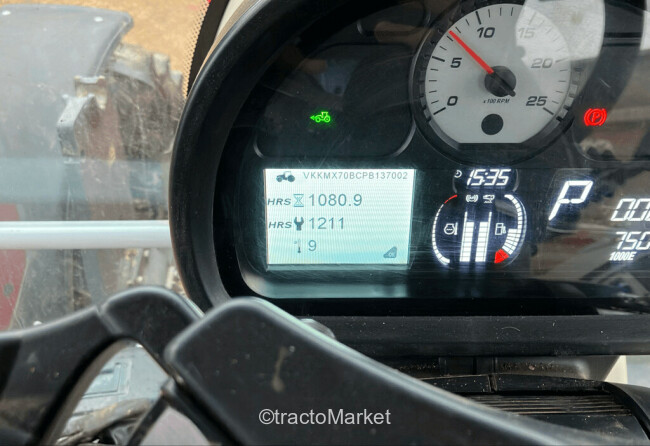 0 5 10 15 20 25
x100 RPM
VKKMX70BCPB137002
HRS 1080.9
HRS 1211
9
15:35
P
(P)
750
1000E
©tractoMarket